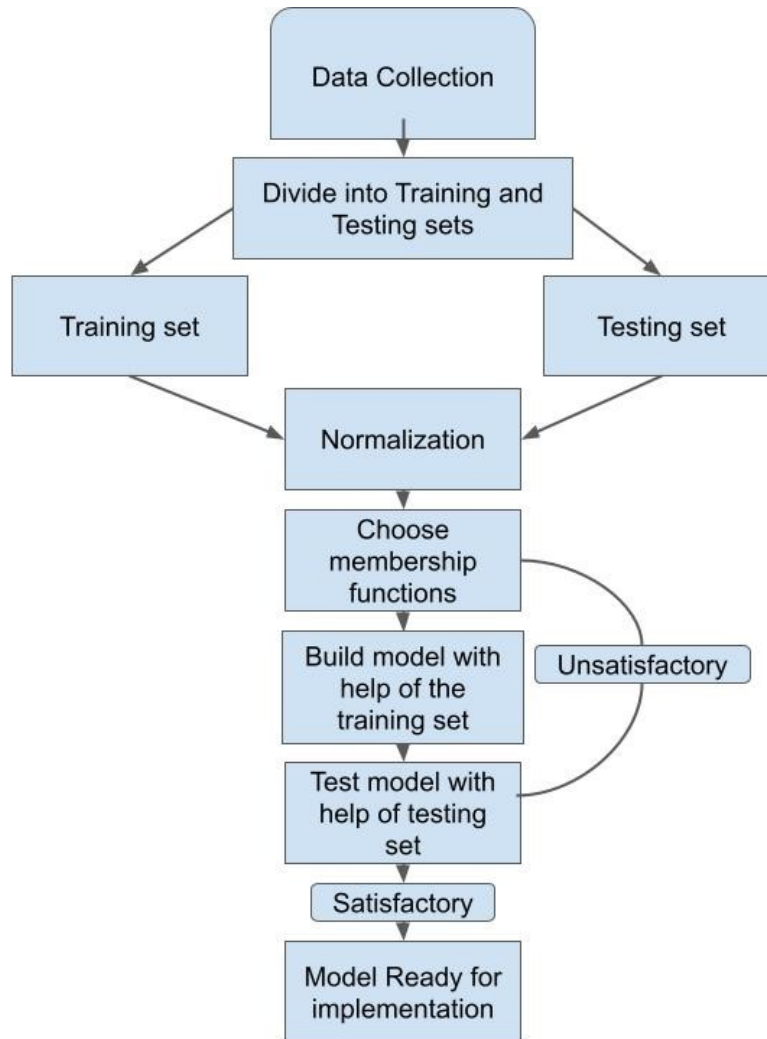 Data Collection
Divide into Training and
Testing sets
Training set
Testing set
Normalization
Choose
membership
functions
Build model with
help of the
training set
Unsatisfactory
Test model with
help of testing
set
Satisfactory
Model Ready for
implementation